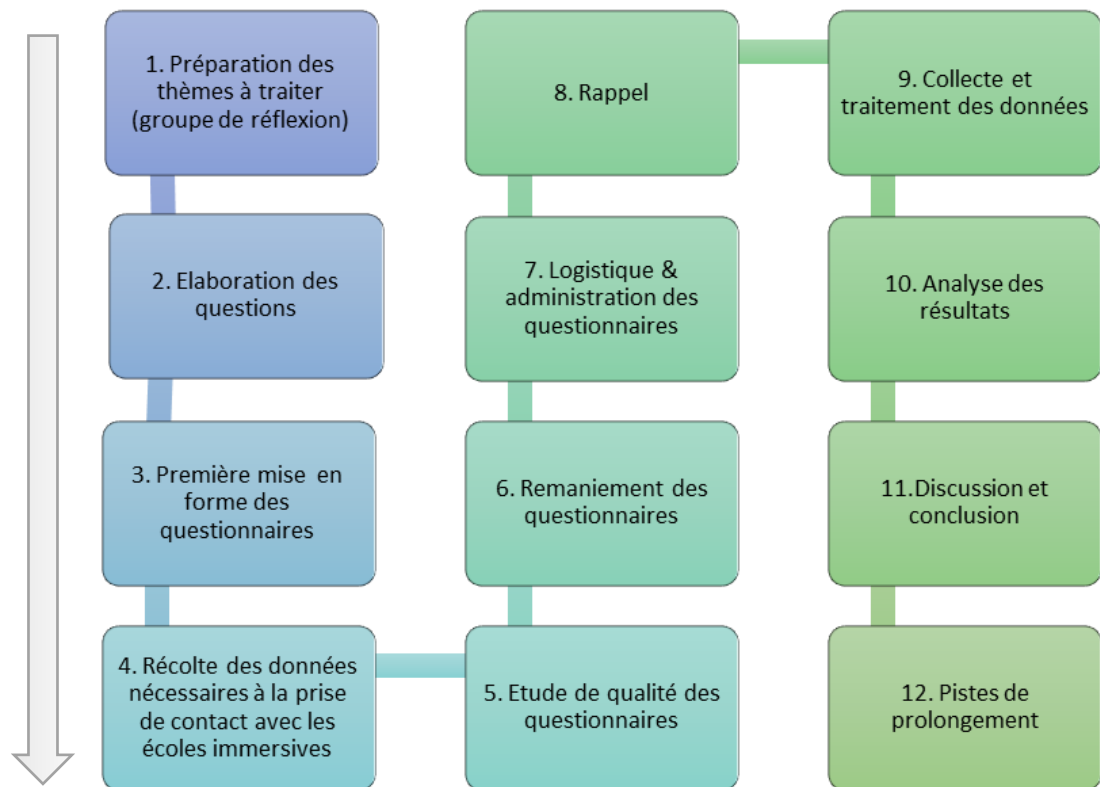 1. Préparation des
thèmes à traiter
(groupe de réflexion)
2. Elaboration des
questions
3. Première mise en
forme des
questionnaires
4. Récolte des données
nécessaires à la prise
de contact avec les
écoles immersives
5. Etude de qualité des
questionnaires
6. Remaniement des
questionnaires
7. Logistique &
administration des
questionnaires
8. Rappel
9. Collecte et
traitement des données
10. Analyse des
résultats
11.Discussion et
conclusion
12. Pistes de
prolongement